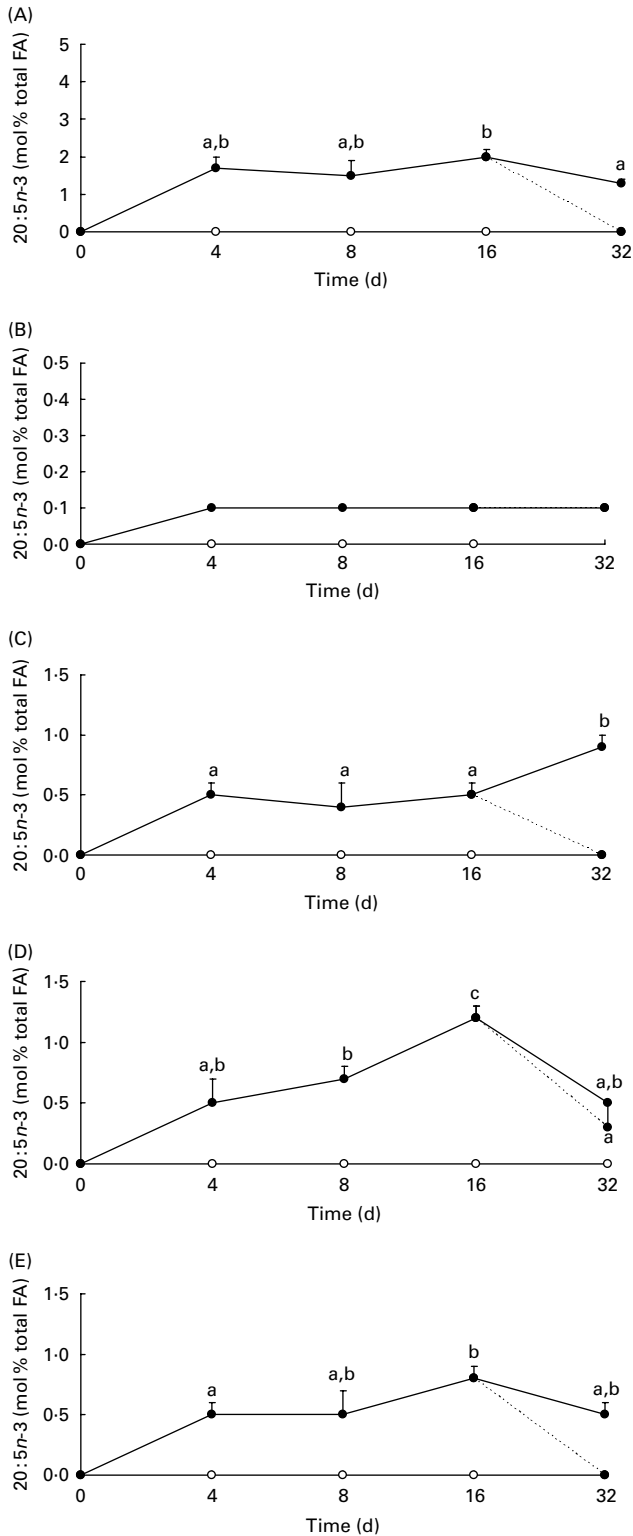 (A)
20:5n-3 (mol% total FA)
5
4
3
2
1
0
a,b
a,b
b
a
0 4 8 16 32
Time (d)
(B)
20:5n-3 (mol% total FA)
0·5
0·4
0·3
0·2
0·1
0·0
0 4 8 16 32
Time (d)
(C)
20:5n-3 (mol% total FA)
1·5
1·0
0·5
0·0
a
a
a
b
0 4 8 16 32
Time (d)
(D)
20:5n-3 (mol% total FA)
1·5
1·0
0·5
0·0
a,b
b
c
a,b
a
0 4 8 16 32
Time (d)
(E)
20:5n-3 (mol% total FA)
1·5
1·0
0·5
0·0
a
a,b
b
a,b
0 4 8 16 32
Time (d)